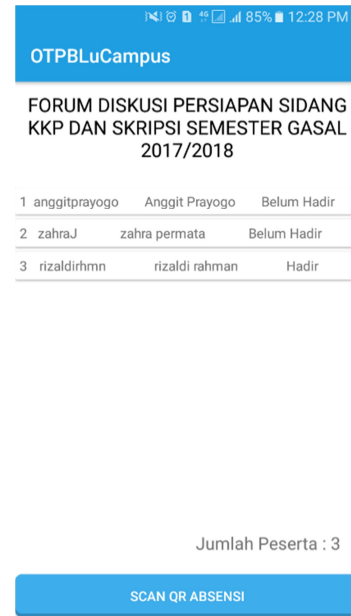 4G 85% 12:28 PM
OTPBLuCampus
FORUM DISKUSI PERSIAPAN SIDANG
KKP DAN SKRIPSI SEMESTER GASAL
2017/2018
1 anggitprayogo Anggit Prayogo Belum Hadir
2 zahraJ zahra permata Belum Hadir
3 rizaldirhmn rizaldi rahman Hadir
Jumlah Peserta : 3
SCAN QR ABSENSI